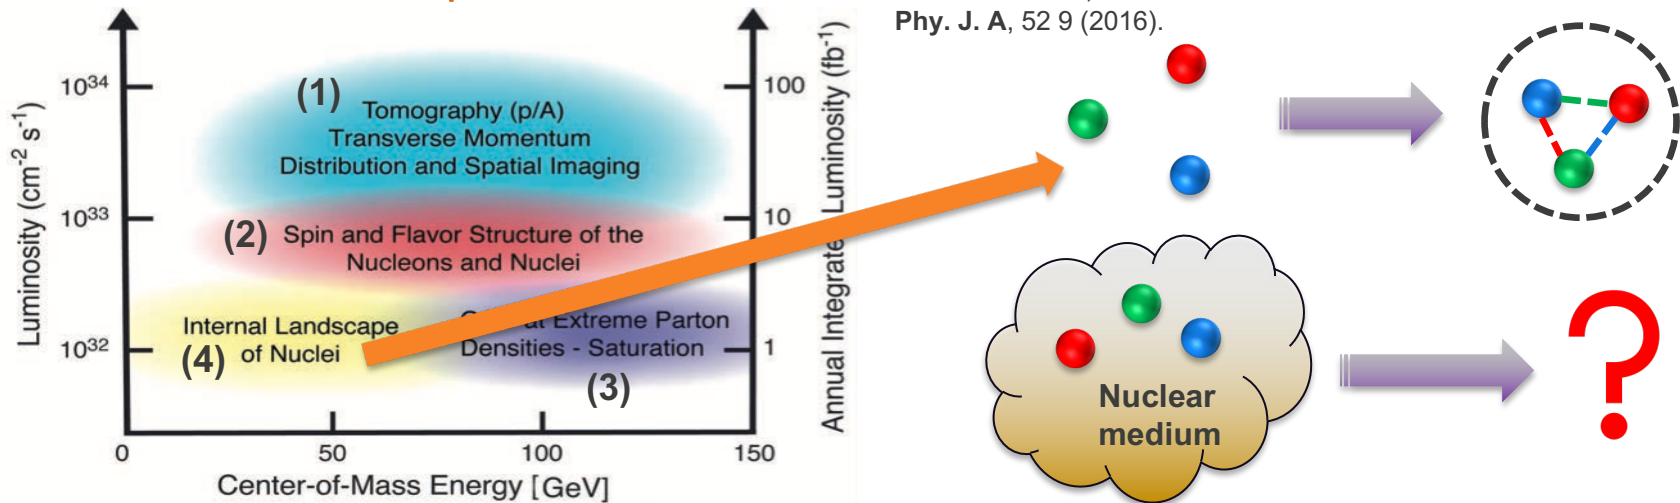 Phy. J. A, 52 9 (2016).
Luminosity (cm⁻² s⁻¹)
10³⁴
10³³
10³²
(1)
Tomography (p/A)
Transverse Momentum
Distribution and Spatial Imaging
(2) Spin and Flavor Structure of the
Nucleons and Nuclei
Internal Landscape
of Nuclei
(4)
at Extreme Parton
Densities - Saturation
(3)
100
10
1
Annual Integrate Luminosity (fb⁻¹)
0
50
100
150
Center-of-Mass Energy [GeV]
Nuclear
medium
?